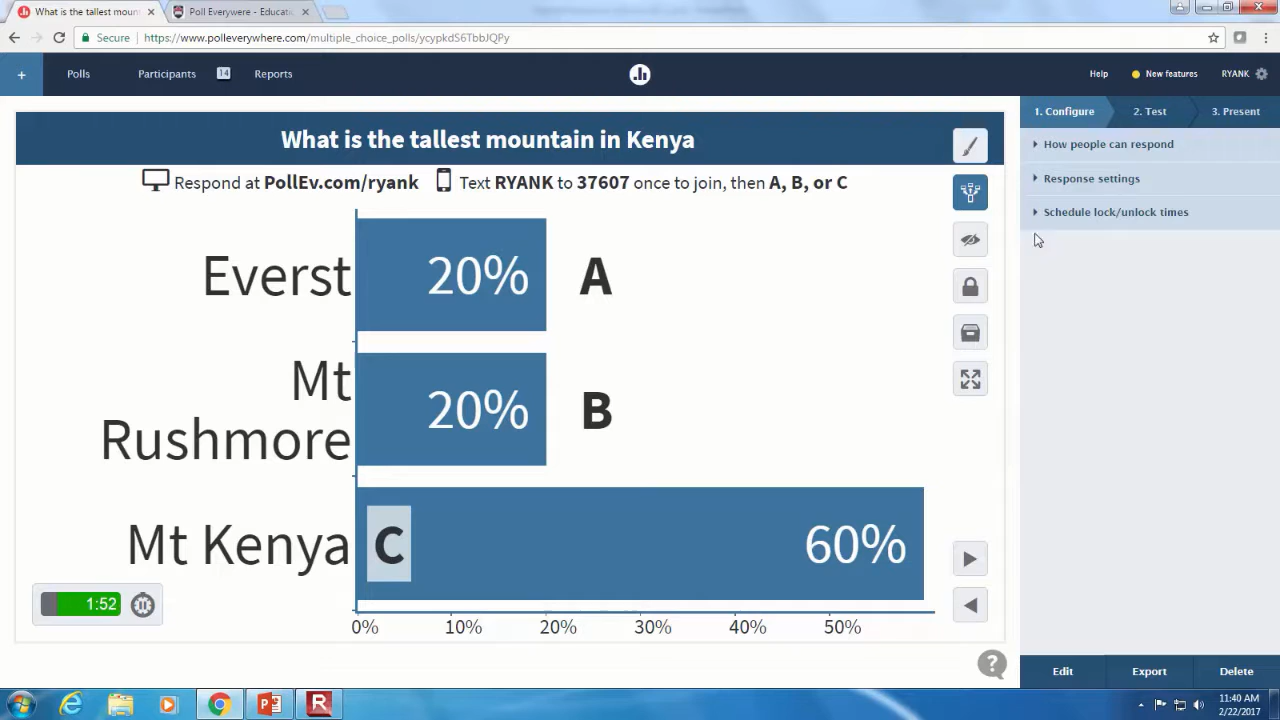 What is the tallest moun
Poll Everywere - Educatio
Secure
https://www.polleverywhere.com/multiple_choice_polls/ycypkdS6TbbJQPy
+ Polls Participants 14 Reports
Help New features RYANK
1. Configure 2. Test 3. Present
What is the tallest mountain in Kenya
How people can respond
Respond at PollEv.com/ryank Text RYANK to 37607 once to join, then A, B, or C
Response settings
Schedule lock/unlock times
Everst 20% A
Mt
Rushmore 20% B
Mt Kenya C 60%
1:52
0% 10% 20% 30% 40% 50%
?
Edit Export Delete
11:40 AM
2/22/2017